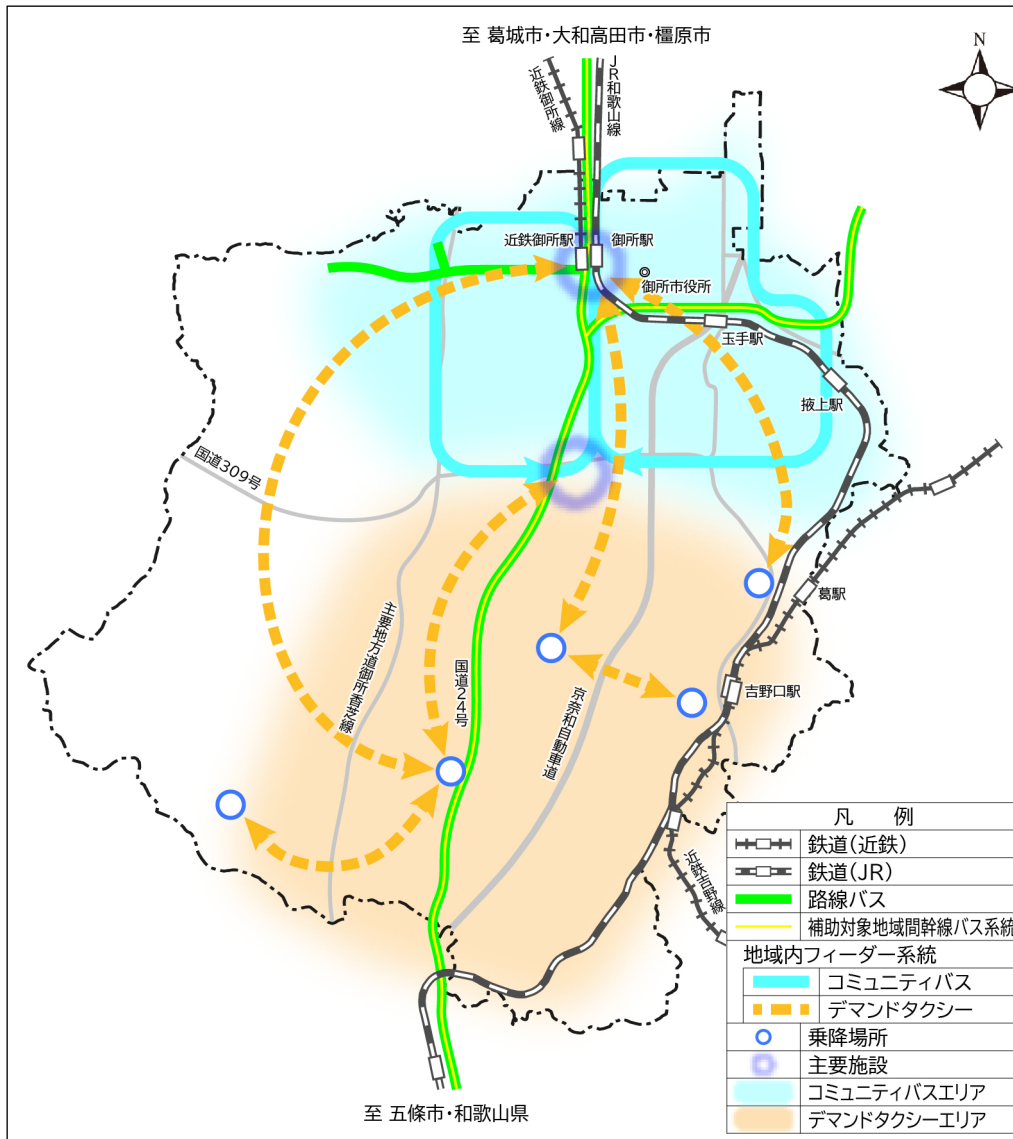 至 葛城市・大和高田市・橿原市
N
近鉄御所線
JR和歌山線
近鉄御所駅
御所駅
御所市役所
玉手駅
掖上駅
国道309号
葛駅
主要地方道御所香芝線
国道24号
京奈和自動車道
吉野口駅
近鉄吉野線
凡 例
鉄道(近鉄)
鉄道(JR)
路線バス
補助対象地域間幹線バス系統
地域内フィーダー系統
コミュニティバス
デマンドタクシー
乗降場所
主要施設
コミュニティバスエリア
デマンドタクシーエリア
至 五條市・和歌山県